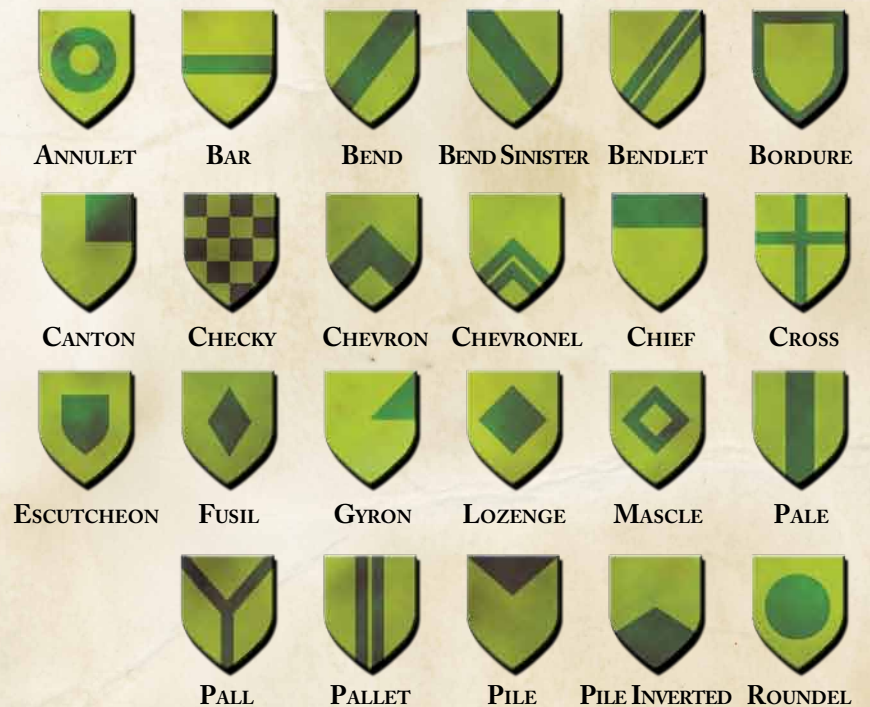 Annulet Bar Bend Bend Sinister Bendlet Bordure
Canton Checky Chevron Chevronel Chief Cross
Escutcheon Fusil Gyron Lozenge Mascle Pale
Pall Pallet Pile Pile Inverted Roundel